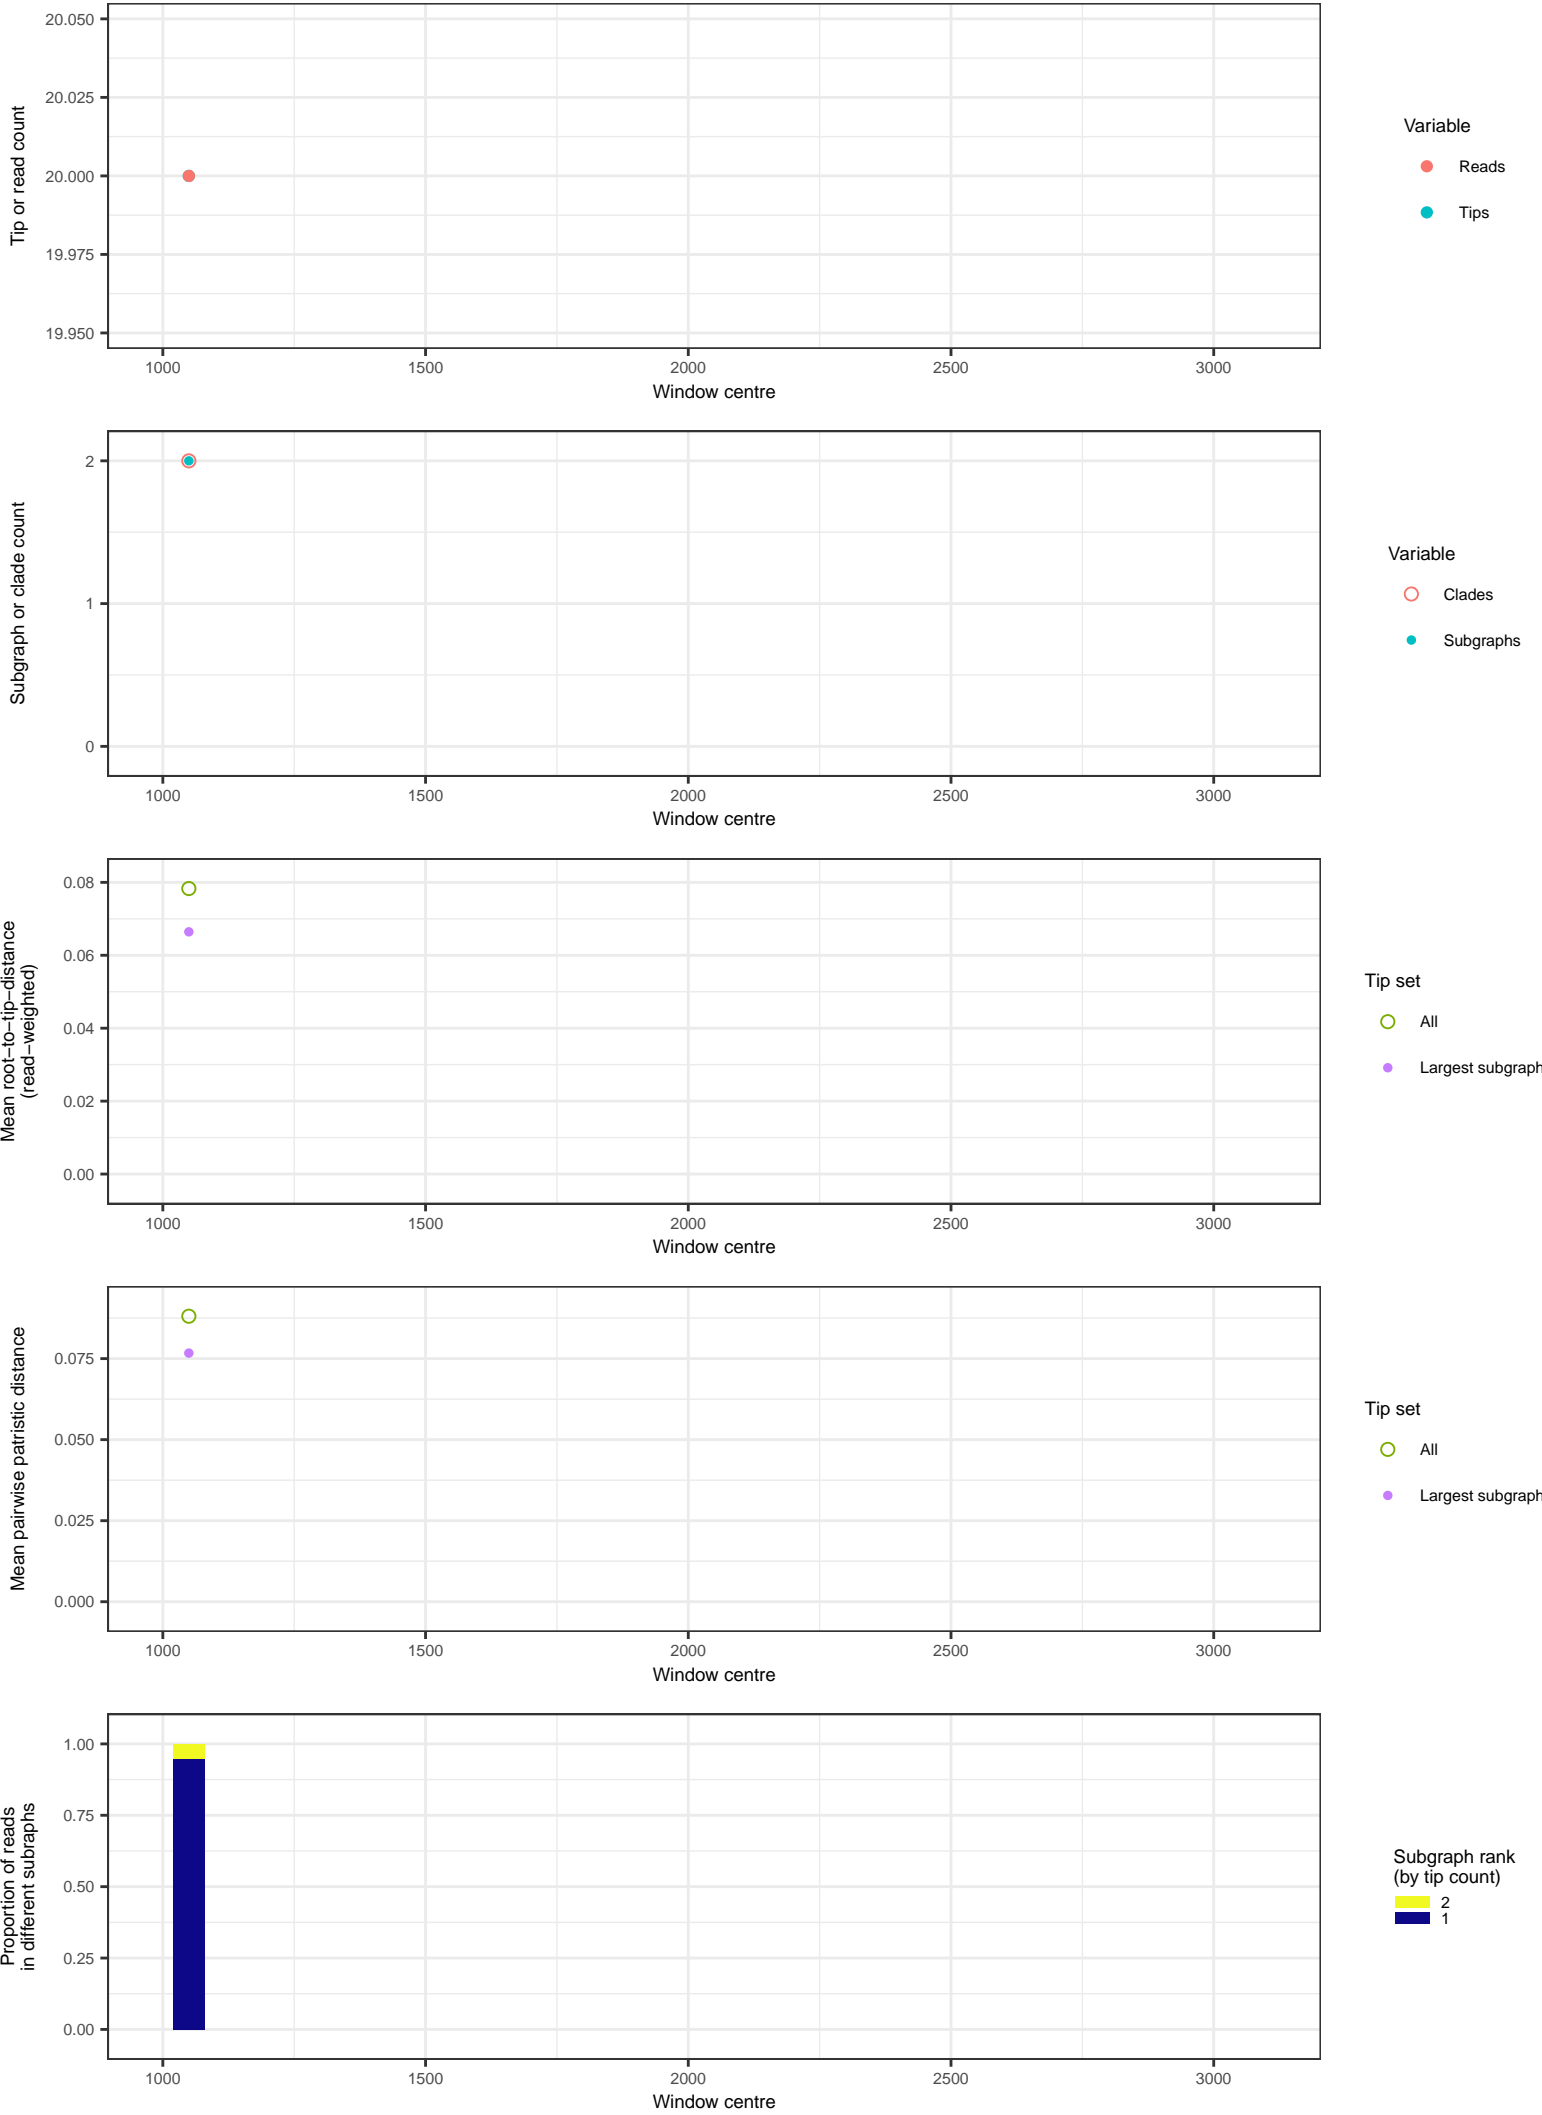 20.050
20.025
20.000
19.975
19.950
Tip or read count
1000 1500 2000 2500 3000
Window centre
Variable
Reads
Tips
2
1
0
Subgraph or clade count
1000 1500 2000 2500 3000
Window centre
Variable
Clades
Subgraphs
0.08
0.06
0.04
0.02
0.00
Mean root−to−tip−distance
(read−weighted)
1000 1500 2000 2500 3000
Window centre
Tip set
All
Largest subgraph
0.075
0.050
0.025
0.000
Mean pairwise patristic distance
1000 1500 2000 2500 3000
Window centre
Tip set
All
Largest subgraph
1.00
0.75
0.50
0.25
0.00
Proportion of reads
in different subraphs
1000 1500 2000 2500 3000
Window centre
Subgraph rank
(by tip count)
2
1